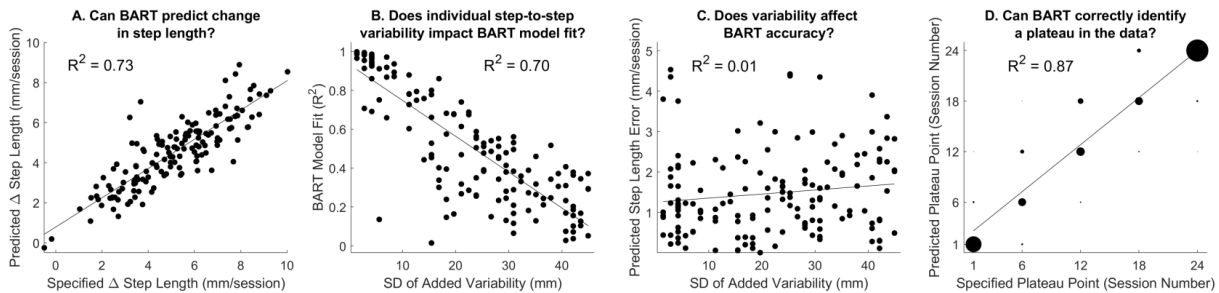 A. Can BART predict change
in step length?
R² = 0.73
10
8
6
4
2
0
0
2
4
6
8
10
Predicted Δ Step Length (mm/session)
Specified Δ Step Length (mm/session)
B. Does individual step-to-step
variability impact BART model fit?
R² = 0.70
1
0.8
0.6
0.4
0.2
0
0
10
20
30
40
BART Model Fit (R²)
SD of Added Variability (mm)
C. Does variability affect
BART accuracy?
R² = 0.01
5
4
3
2
1
0
10
20
30
40
Predicted Step Length Error (mm/session)
SD of Added Variability (mm)
D. Can BART correctly identify
a plateau in the data?
R² = 0.87
24
18
12
6
1
1
6
12
18
24
Predicted Plateau Point (Session Number)
Specified Plateau Point (Session Number)